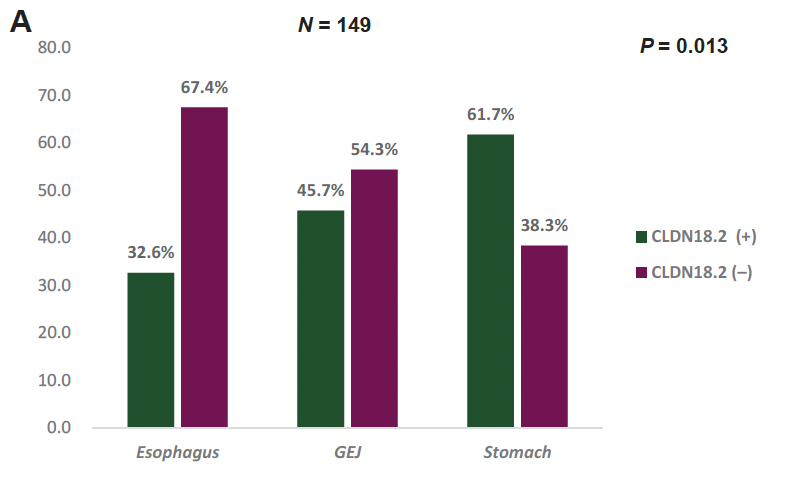 A
N = 149
P = 0.013
80.0
70.0
60.0
50.0
40.0
30.0
20.0
10.0
0.0
32.6%
67.4%
45.7%
54.3%
61.7%
38.3%
Esophagus
GEJ
Stomach
CLDN18.2 (+)
CLDN18.2 (–)